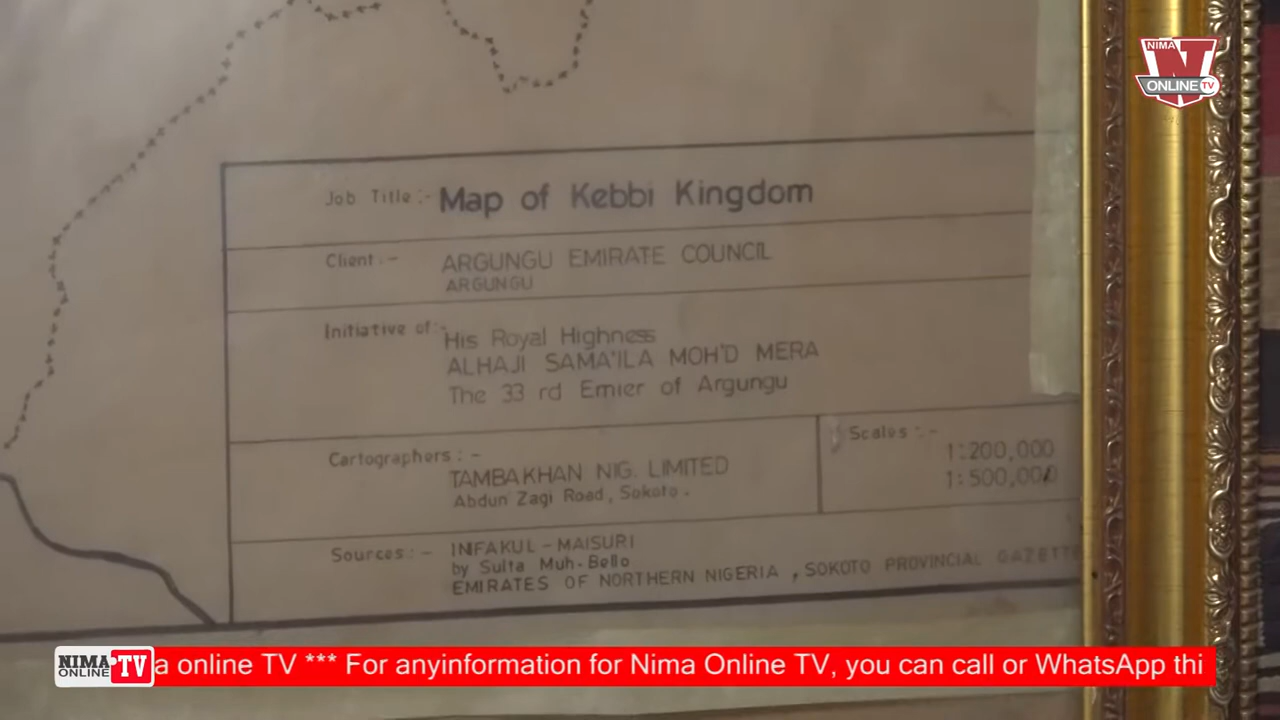 NIMA
ONLINE TV
Job Title :- Map of Kebbi Kingdom
Client :- ARGUNGU EMIRATE COUNCIL
ARGUNGU
Initiative of :- His Royal Highness
ALHAJI SAMA'ILA MOH'D MERA
The 33 rd Emier of Argungu
Cartographers : - TAMBAKHAN NIG. LIMITED
Abdun Zagi Road, Sokoto.
Scales :-
1:200,000
1:500,000
Sources :- INFAKUL - MAISURI
by Sulta Muh-Bello
EMIRATES OF NORTHERN NIGERIA , SOKOTO PROVINCIAL GAZETTE
NIMA TV
ONLINE
a online TV *** For anyinformation for Nima Online TV, you can call or WhatsApp thi